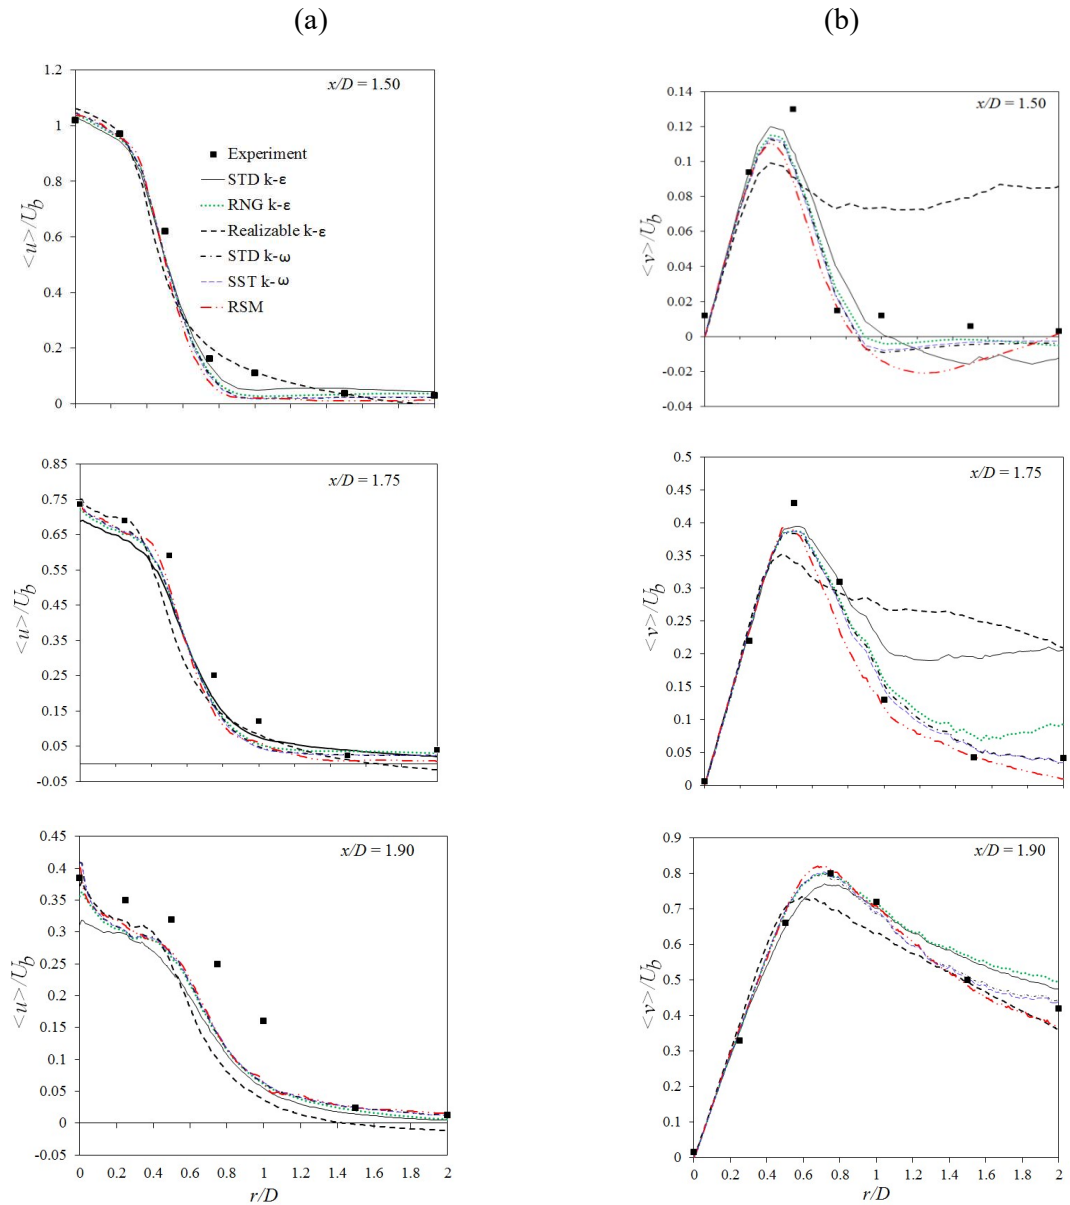 (a)
(b)
x/D = 1.50
1.2
1
0.8
0.6
0.4
0.2
0
<u>/U_b
Experiment
STD k-ε
RNG k-ε
Realizable k-ε
STD k-ω
SST k-ω
RSM
x/D = 1.50
0.14
0.12
0.1
0.08
0.06
0.04
0.02
0
-0.02
-0.04
<v>/U_b
x/D = 1.75
0.85
0.75
0.65
0.55
0.45
0.35
0.25
0.15
0.05
-0.05
<u>/U_b
x/D = 1.75
0.5
0.45
0.4
0.35
0.3
0.25
0.2
0.15
0.1
0.05
0
<v>/U_b
x/D = 1.90
0.45
0.4
0.35
0.3
0.25
0.2
0.15
0.1
0.05
0
-0.05
<u>/U_b
0 0.2 0.4 0.6 0.8 1 1.2 1.4 1.6 1.8 2
r/D
x/D = 1.90
0.9
0.8
0.7
0.6
0.5
0.4
0.3
0.2
0.1
0
<v>/U_b
0 0.2 0.4 0.6 0.8 1 1.2 1.4 1.6 1.8 2
r/D